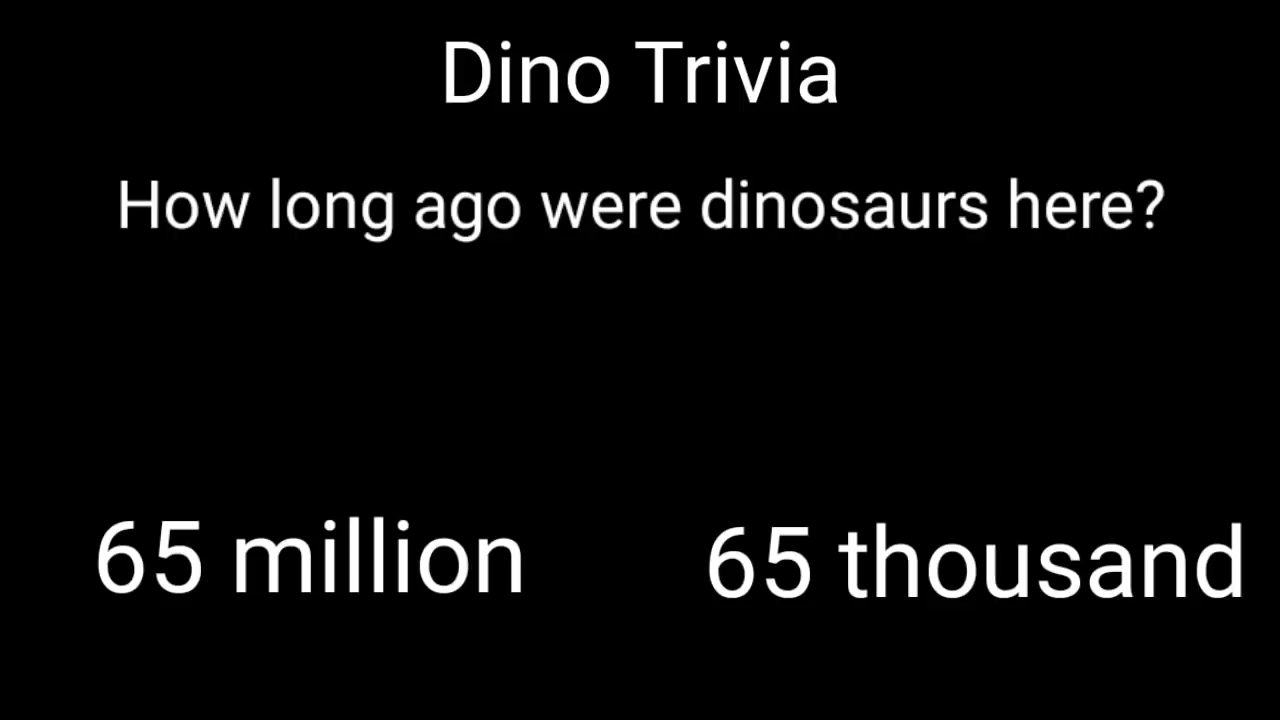 Dino Trivia
How long ago were dinosaurs here?
65 million
65 thousand